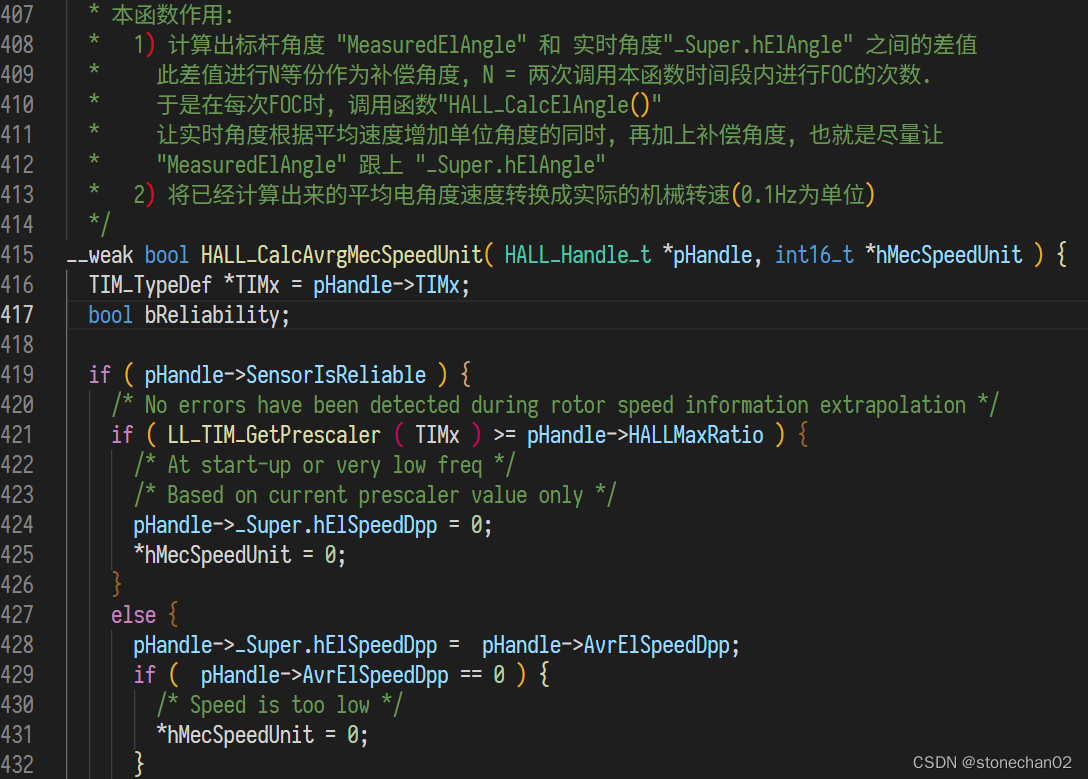 407 * 本函数作用:
408 * 1) 计算出标杆角度 "MeasuredElAngle" 和 实时角度"_Super.hElAngle" 之间的差值
409 * 此差值进行N等份作为补偿角度, N = 两次调用本函数时间段内进行FOC的次数.
410 * 于是在每次FOC时, 调用函数"HALL_CalcElAngle()"
411 * 让实时角度根据平均速度增加单位角度的同时, 再加上补偿角度, 也就是尽量让
412 * "MeasuredElAngle" 跟上 "_Super.hElAngle"
413 * 2) 将已经计算出来的平均电角度速度转换成实际的机械转速(0.1Hz为单位)
414 */
415 __weak bool HALL_CalcAvrgMecSpeedUnit( HALL_Handle_t *pHandle, int16_t *hMecSpeedUnit ) {
416 TIM_TypeDef *TIMx = pHandle->TIMx;
417 bool bReliability;
418
419 if ( pHandle->SensorIsReliable ) {
420 /* No errors have been detected during rotor speed information extrapolation */
421 if ( LL_TIM_GetPrescaler ( TIMx ) >= pHandle->HALLMaxRatio ) {
422 /* At start-up or very low freq */
423 /* Based on current prescaler value only */
424 pHandle->_Super.hElSpeedDpp = 0;
425 *hMecSpeedUnit = 0;
426 }
427 else {
428 pHandle->_Super.hElSpeedDpp =  pHandle->AvrElSpeedDpp;
429 if (  pHandle->AvrElSpeedDpp == 0 ) {
430 /* Speed is too low */
431 *hMecSpeedUnit = 0;
432 }
CSDN @stonechan02